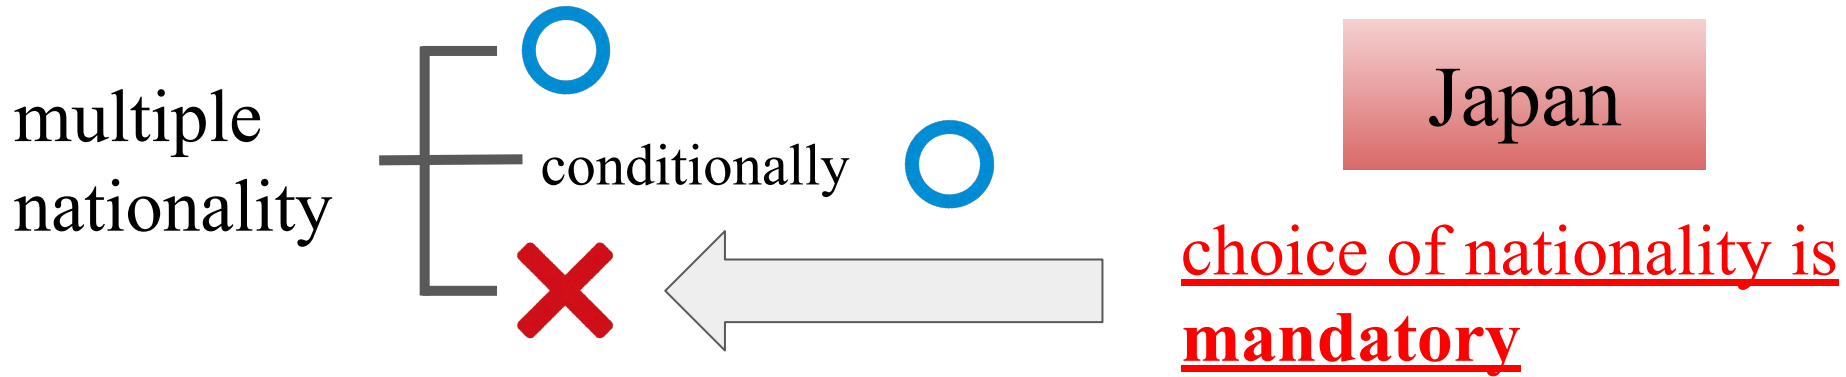 multiple
nationality
conditionally
Japan
choice of nationality is
mandatory